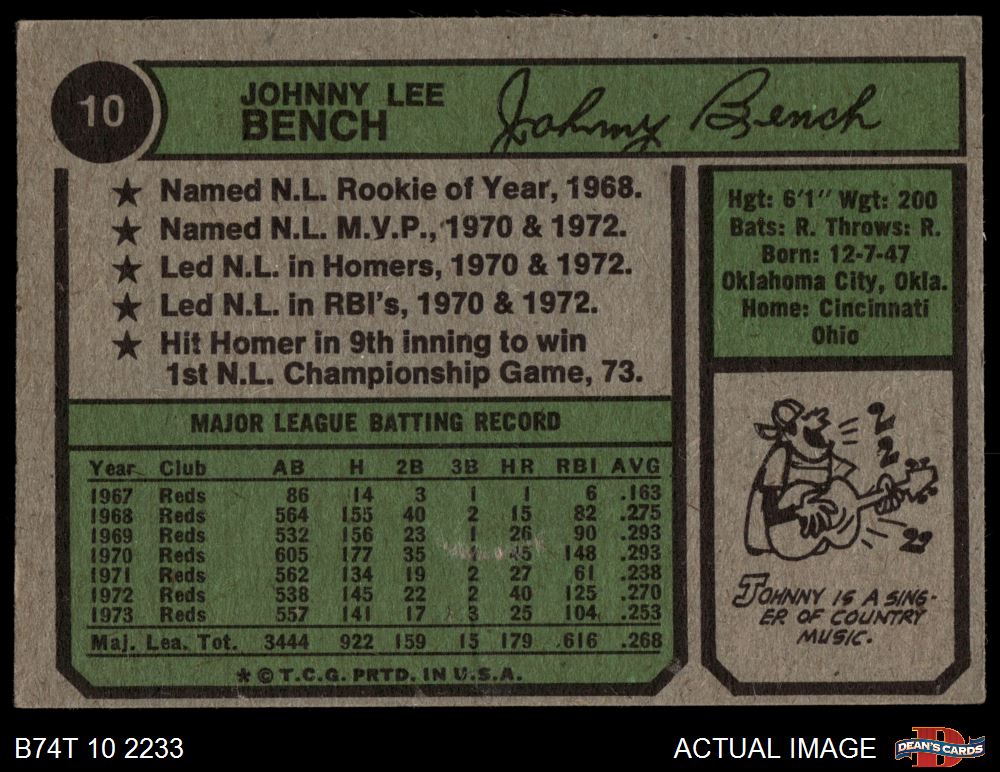 10
JOHNNY LEE
BENCH
Johnny Bench
★ Named N.L. Rookie of Year, 1968.
★ Named N.L. M.V.P., 1970 & 1972.
★ Led N.L. in Homers, 1970 & 1972.
★ Led N.L. in RBI's, 1970 & 1972.
★ Hit Homer in 9th inning to win
1st N.L. Championship Game, 73.
Hgt: 6'1" Wgt: 200
Bats: R. Throws: R.
Born: 12-7-47
Oklahoma City, Okla.
Home: Cincinnati
Ohio
MAJOR LEAGUE BATTING RECORD
Year Club AB H 2B 3B HR RBI AVG
1967 Reds 86 14 3 1 1 6 .163
1968 Reds 564 155 40 2 15 82 .275
1969 Reds 532 156 23 1 26 90 .293
1970 Reds 605 177 35 45 148 .293
1971 Reds 562 134 19 2 27 61 .238
1972 Reds 538 145 22 2 40 125 .270
1973 Reds 557 141 17 3 25 104 .253
Maj. Lea. Tot. 3444 922 159 15 179 616 .268
* © T.C.G. PRTD. IN U.S.A.
JOHNNY IS A SING-
ER OF COUNTRY
MUSIC.
B74T 10 2233
ACTUAL IMAGE
DEAN'S CARDS